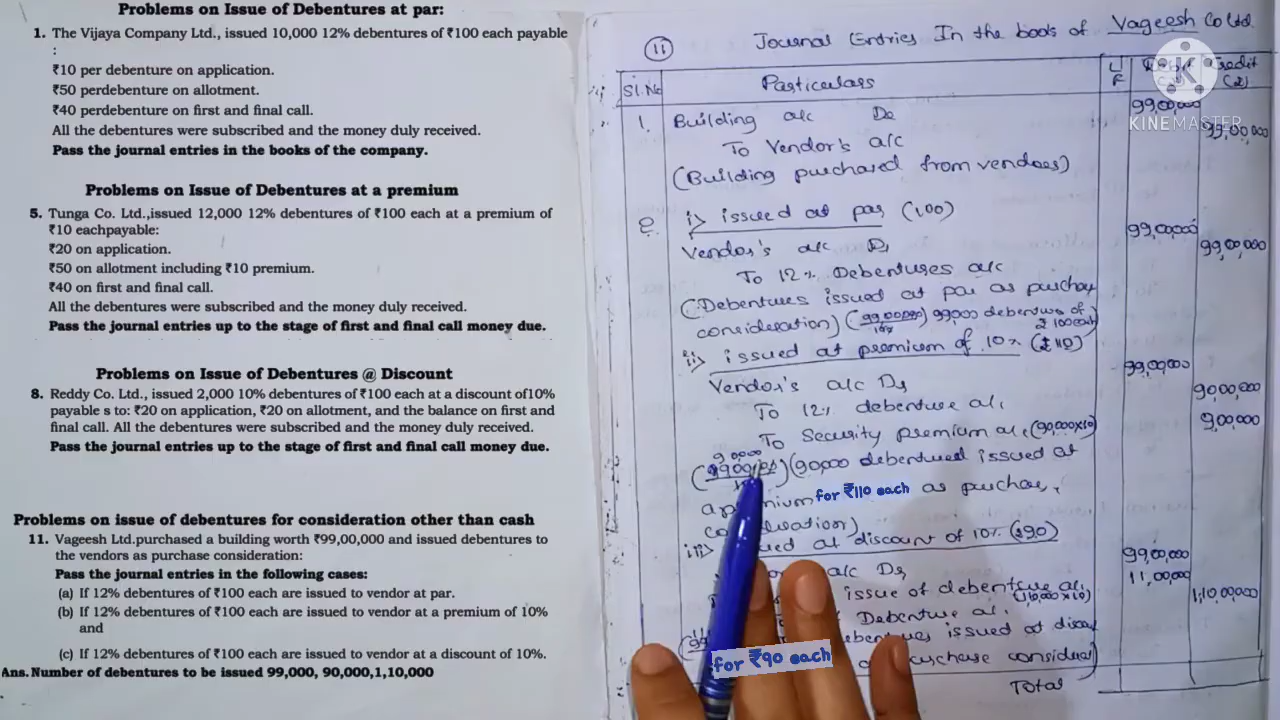 Problems on Issue of Debentures at par:
1. The Vijaya Company Ltd., issued 10,000 12% debentures of ₹100 each payable
:
₹10 per debenture on application.
₹50 perdebenture on allotment.
₹40 perdebenture on first and final call.
All the debentures were subscribed and the money duly received.
Pass the journal entries in the books of the company.
Problems on Issue of Debentures at a premium
5. Tunga Co. Ltd.,issued 12,000 12% debentures of ₹100 each at a premium of
₹10 eachpayable:
₹20 on application.
₹50 on allotment including ₹10 premium.
₹40 on first and final call.
All the debentures were subscribed and the money duly received.
Pass the journal entries up to the stage of first and final call money due.
Problems on Issue of Debentures @ Discount
8. Reddy Co. Ltd., issued 2,000 10% debentures of ₹100 each at a discount of10%
payable s to: ₹20 on application, ₹20 on allotment, and the balance on first and
final call. All the debentures were subscribed and the money duly received.
Pass the journal entries up to the stage of first and final call money due.
Problems on issue of debentures for consideration other than cash
11. Vageesh Ltd.purchased a building worth ₹99,00,000 and issued debentures to
the vendors as purchase consideration:
Pass the journal entries in the following cases:
(a) If 12% debentures of ₹100 each are issued to vendor at par.
(b) If 12% debentures of ₹100 each are issued to vendor at a premium of 10%
and
(c) If 12% debentures of ₹100 each are issued to vendor at a discount of 10%.
Ans.Number of debentures to be issued 99,000, 90,000,1,10,000
11 Journal Entries In the books of Vageesh Co Ltd.
Sl.No Particulars L F Credit (₹)
KINEMASTER
1. Building a/c Dr 99,00,000
To Vendor's a/c 99,00,000
(Building purchased from vendors)
2. i> issued at par (100)
Vendor's a/c Dr 99,00,000
To 12% Debentures a/c 99,00,000
(Debentures issued at par as purchas
consideration) (99,00,000/100) 99000 debentures of ₹100 each)
ii> issued at premium of 10% (₹110)
Vendor's a/c Dr 99,00,000
To 12% debenture a/c 90,00,000
To Security premium a/c (90,000x10) 9,00,000
90000 debentures issued at
for ₹110 each as purchas
iii> at discount of 10% (₹90)
a/c Dr 99,00,000
issue of debenture a/c (1,10,000x10) 11,00,000
Debenture a/c 1,10,00,000
issued at disc
for ₹90 each purchase considerat
Total